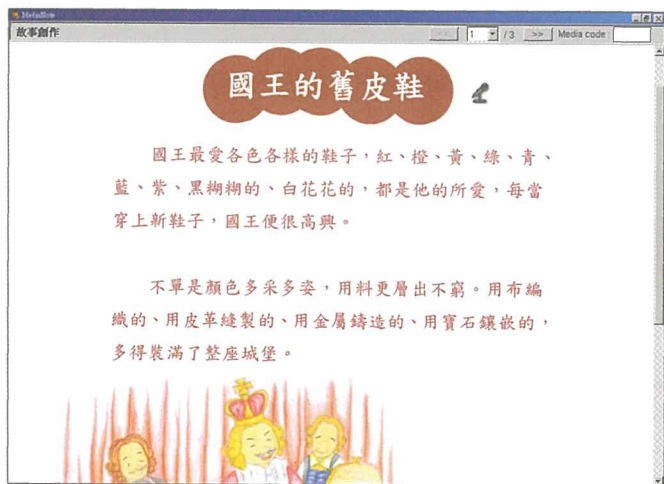 故事創作
<< 1 / 3 >> Media code
國王的舊皮鞋
國王最愛各色各樣的鞋子，紅、橙、黃、綠、青、
藍、紫、黑糊糊的、白花花的，都是他的所愛，每當
穿上新鞋子，國王便很高興。
不單是顏色多采多姿，用料更層出不窮。用布編
織的、用皮革縫製的、用金屬鑄造的、用寶石鑲嵌的，
多得裝滿了整座城堡。